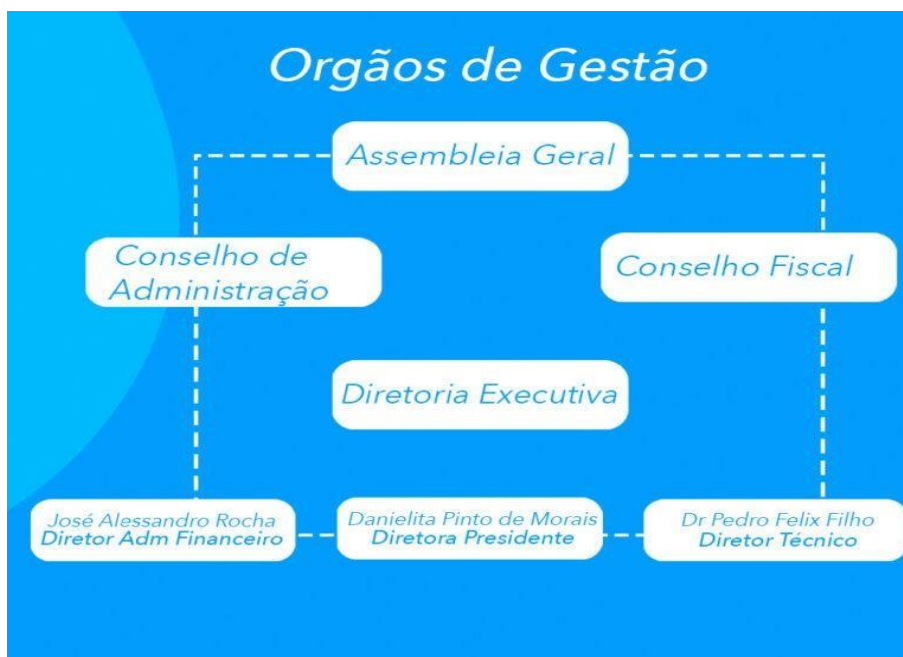 Orgãos de Gestão
Assembleia Geral
Conselho de
Administração
Conselho Fiscal
Diretoria Executiva
José Alessandro Rocha
Diretor Adm Financeiro
Danielita Pinto de Morais
Diretora Presidente
Dr Pedro Felix Filho
Diretor Técnico